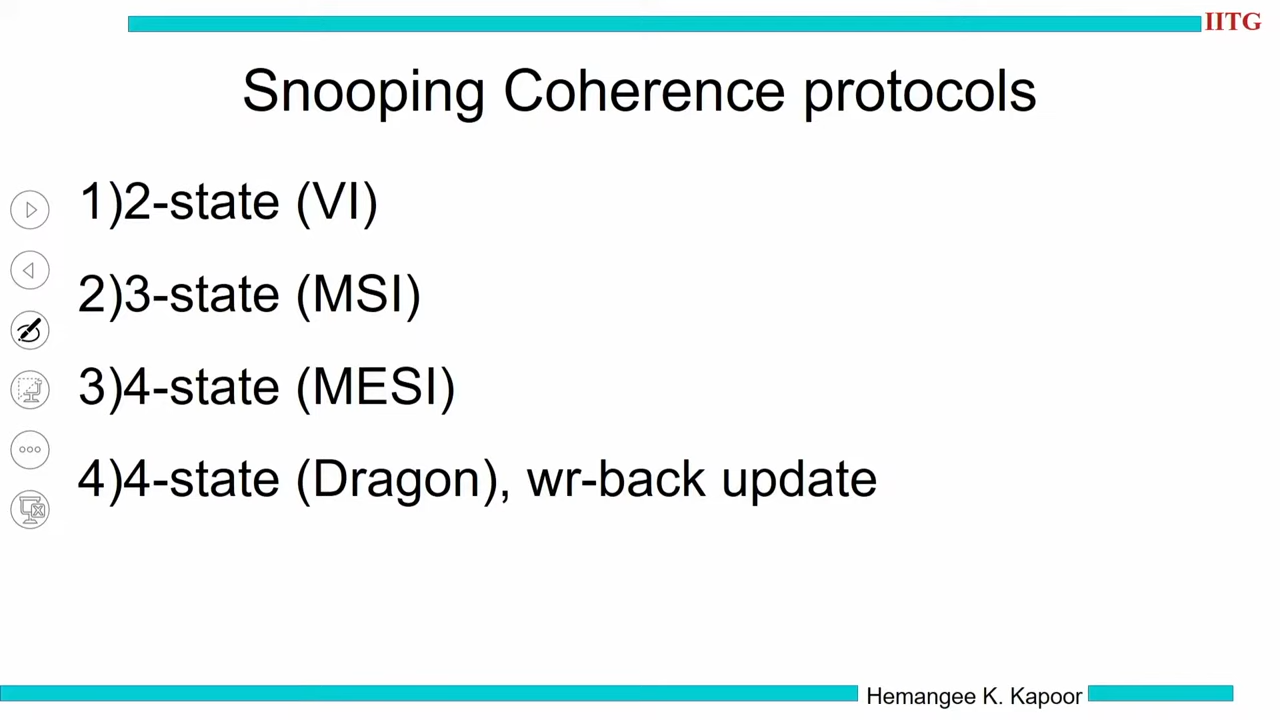 IITG
Snooping Coherence protocols
1)2-state (VI)
2)3-state (MSI)
3)4-state (MESI)
4)4-state (Dragon), wr-back update
Hemangee K. Kapoor